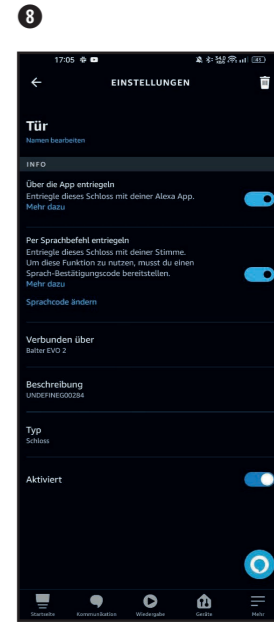 8
17:05
EINSTELLUNGEN
Tür
Namen bearbeiten
INFO
Über die App entriegeln
Entriegle dieses Schloss mit deiner Alexa App.
Mehr dazu
Per Sprachbefehl entriegeln
Entriegle dieses Schloss mit deiner Stimme.
Um diese Funktion zu nutzen, musst du einen
Sprach-Bestätigungscode bereitstellen.
Mehr dazu
Sprachcode ändern
Verbunden über
Balter EVO 2
Beschreibung
UNDEFINEG00284
Typ
Schloss
Aktiviert
Startseite Kommunikation Wiedergabe Geräte Mehr